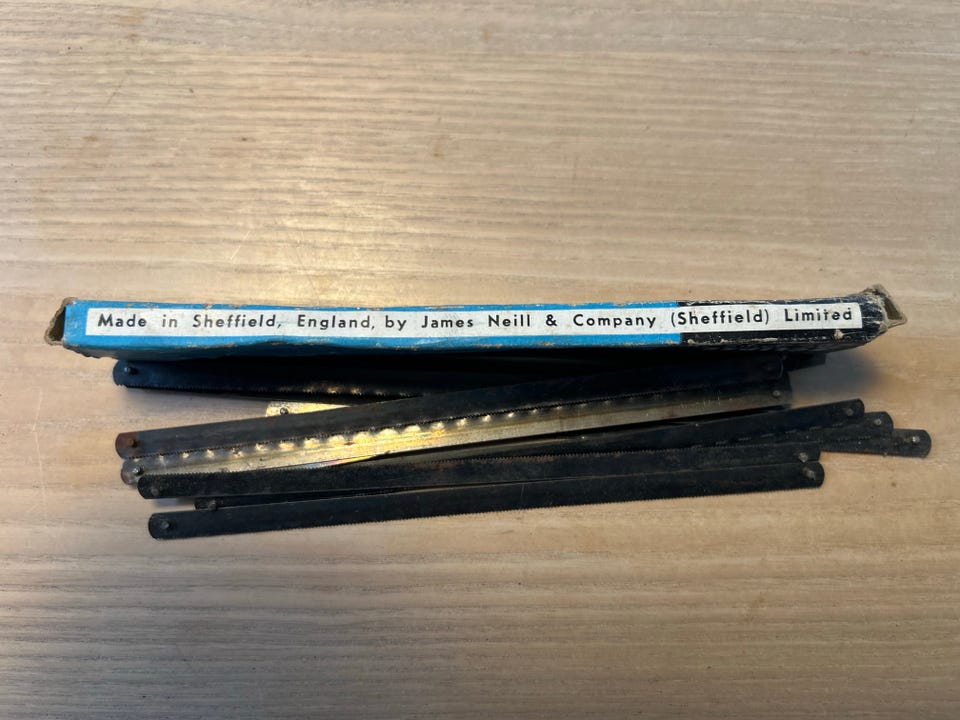 Made in Sheffield, England, by James Neill & Company (Sheffield) Limited